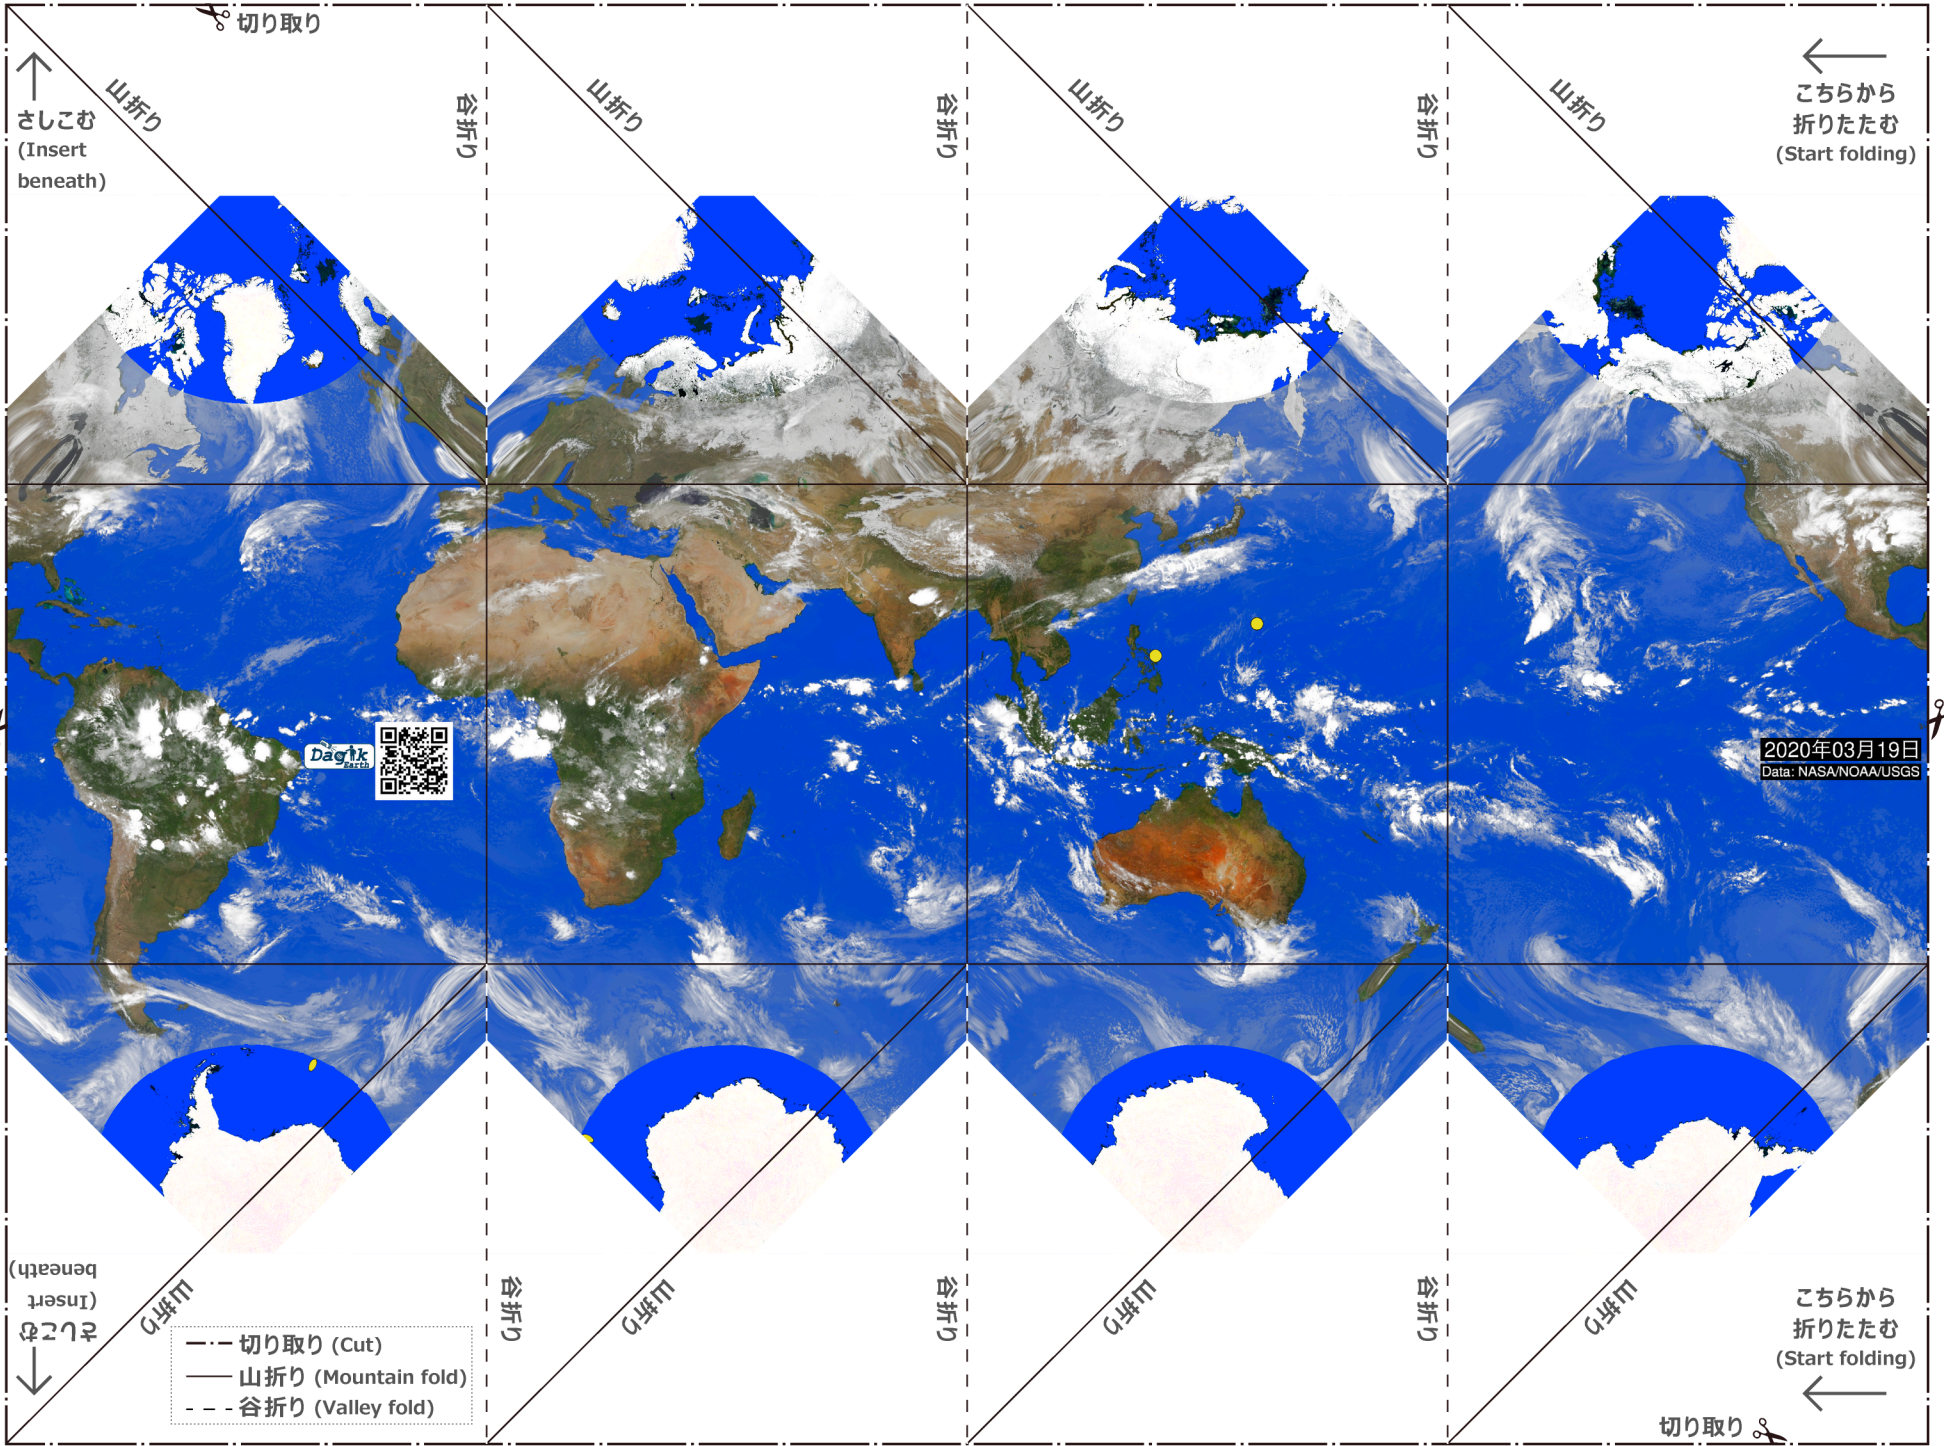 切り取り
さしこむ
(Insert
beneath)
山折り
谷折り
山折り
谷折り
山折り
谷折り
山折り
こちらから
折りたたむ
(Start folding)
Dagik
Earth
2020年03月19日
Data: NASA/NOAA/USGS
さしこむ
(Insert
beneath)
山折り
谷折り
山折り
谷折り
山折り
谷折り
山折り
こちらから
折りたたむ
(Start folding)
切り取り (Cut)
山折り (Mountain fold)
谷折り (Valley fold)
切り取り